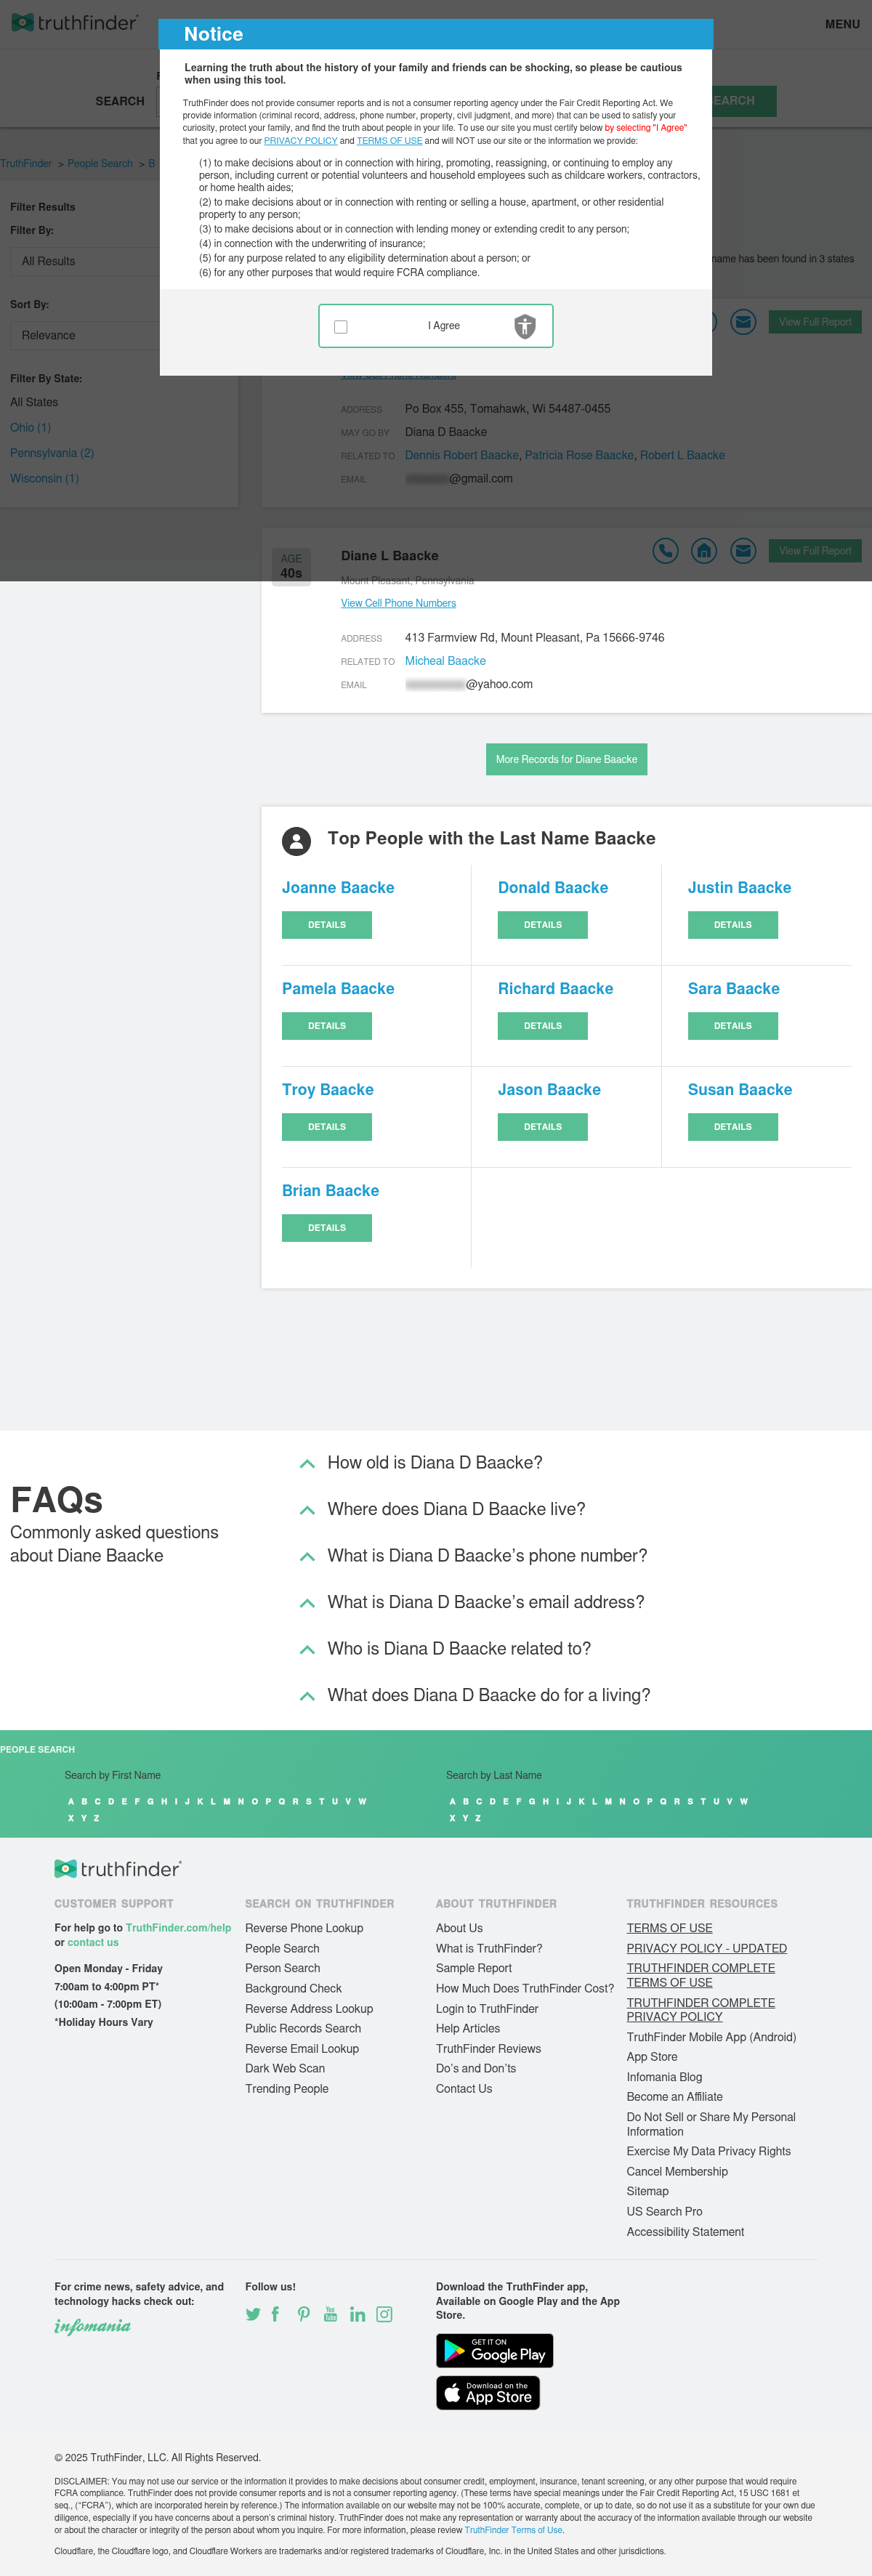 truthfinder
MENU
Notice
Learning the truth about the history of your family and friends can be shocking, so please be cautious
when using this tool.
TruthFinder does not provide consumer reports and is not a consumer reporting agency under the Fair Credit Reporting Act. We
provide information (criminal record, address, phone number, property, civil judgment, and more) that can be used to satisfy your
curiosity, protect your family, and find the truth about people in your life. To use our site you must certify below by selecting "I Agree"
that you agree to our PRIVACY POLICY and TERMS OF USE and will NOT use our site or the information we provide:
(1) to make decisions about or in connection with hiring, promoting, reassigning, or continuing to employ any
person, including current or potential volunteers and household employees such as childcare workers, contractors,
or home health aides;
(2) to make decisions about or in connection with renting or selling a house, apartment, or other residential
property to any person;
(3) to make decisions about or in connection with lending money or extending credit to any person;
(4) in connection with the underwriting of insurance;
(5) for any purpose related to any eligibility determination about a person; or
(6) for any other purposes that would require FCRA compliance.
I Agree
SEARCH
EARCH
TruthFinder > People Search > B
Filter Results
Filter By:
All Results
Sort By:
Relevance
Filter By State:
All States
Ohio (1)
Pennsylvania (2)
Wisconsin (1)
name has been found in 3 states
View Full Report
ADDRESS Po Box 455, Tomahawk, Wi 54487-0455
MAY GO BY Diana D Baacke
RELATED TO Dennis Robert Baacke, Patricia Rose Baacke, Robert L Baacke
EMAIL @gmail.com
AGE
40s
Diane L Baacke
View Full Report
Mount Pleasant, Pennsylvania
View Cell Phone Numbers
ADDRESS 413 Farmview Rd, Mount Pleasant, Pa 15666-9746
RELATED TO Micheal Baacke
EMAIL @yahoo.com
More Records for Diane Baacke
Top People with the Last Name Baacke
Joanne Baacke Donald Baacke Justin Baacke
DETAILS DETAILS DETAILS
Pamela Baacke Richard Baacke Sara Baacke
DETAILS DETAILS DETAILS
Troy Baacke Jason Baacke Susan Baacke
DETAILS DETAILS DETAILS
Brian Baacke
DETAILS
FAQs
Commonly asked questions
about Diane Baacke
How old is Diana D Baacke?
Where does Diana D Baacke live?
What is Diana D Baacke's phone number?
What is Diana D Baacke's email address?
Who is Diana D Baacke related to?
What does Diana D Baacke do for a living?
PEOPLE SEARCH
Search by First Name
A B C D E F G H I J K L M N O P Q R S T U V W
X Y Z
Search by Last Name
A B C D E F G H I J K L M N O P Q R S T U V W
X Y Z
truthfinder
CUSTOMER SUPPORT
For help go to TruthFinder.com/help
or contact us
Open Monday - Friday
7:00am to 4:00pm PT*
(10:00am - 7:00pm ET)
*Holiday Hours Vary
SEARCH ON TRUTHFINDER
Reverse Phone Lookup
People Search
Person Search
Background Check
Reverse Address Lookup
Public Records Search
Reverse Email Lookup
Dark Web Scan
Trending People
ABOUT TRUTHFINDER
About Us
What is TruthFinder?
Sample Report
How Much Does TruthFinder Cost?
Login to TruthFinder
Help Articles
TruthFinder Reviews
Do's and Don'ts
Contact Us
TRUTHFINDER RESOURCES
TERMS OF USE
PRIVACY POLICY - UPDATED
TRUTHFINDER COMPLETE
TERMS OF USE
TRUTHFINDER COMPLETE
PRIVACY POLICY
TruthFinder Mobile App (Android)
App Store
Infomania Blog
Become an Affiliate
Do Not Sell or Share My Personal
Information
Exercise My Data Privacy Rights
Cancel Membership
Sitemap
US Search Pro
Accessibility Statement
For crime news, safety advice, and
technology hacks check out:
infomania
Follow us!
You
Tube
Download the TruthFinder app,
Available on Google Play and the App
Store.
GET IT ON
Google Play
Download on the
App Store
© 2025 TruthFinder, LLC. All Rights Reserved.
DISCLAIMER: You may not use our service or the information it provides to make decisions about consumer credit, employment, insurance, tenant screening, or any other purpose that would require
FCRA compliance. TruthFinder does not provide consumer reports and is not a consumer reporting agency. (These terms have special meanings under the Fair Credit Reporting Act, 15 USC 1681 et
seq., ("FCRA"), which are incorporated herein by reference.) The information available on our website may not be 100% accurate, complete, or up to date, so do not use it as a substitute for your own due
diligence, especially if you have concerns about a person's criminal history. TruthFinder does not make any representation or warranty about the accuracy of the information available through our website
or about the character or integrity of the person about whom you inquire. For more information, please review TruthFinder Terms of Use.
Cloudflare, the Cloudflare logo, and Cloudflare Workers are trademarks and/or registered trademarks of Cloudflare, Inc. in the United States and other jurisdictions.